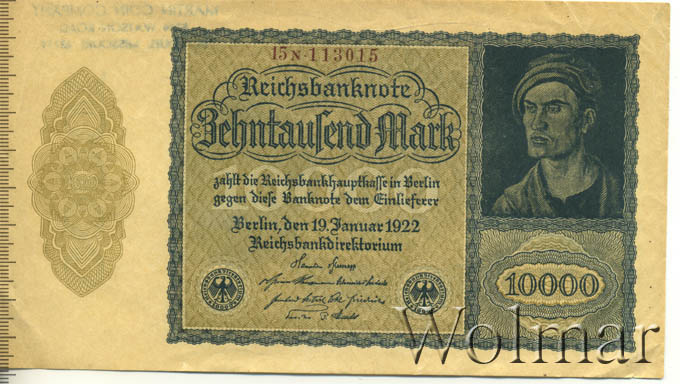 15N·113015
Reichsbanknote
Zehntausend Mark
zahlt die Reichsbankhauptkasse in Berlin
gegen diese Banknote dem Einlieferer
Berlin, den 19. Januar 1922
Reichsbankdirektorium
10000
Wolmar